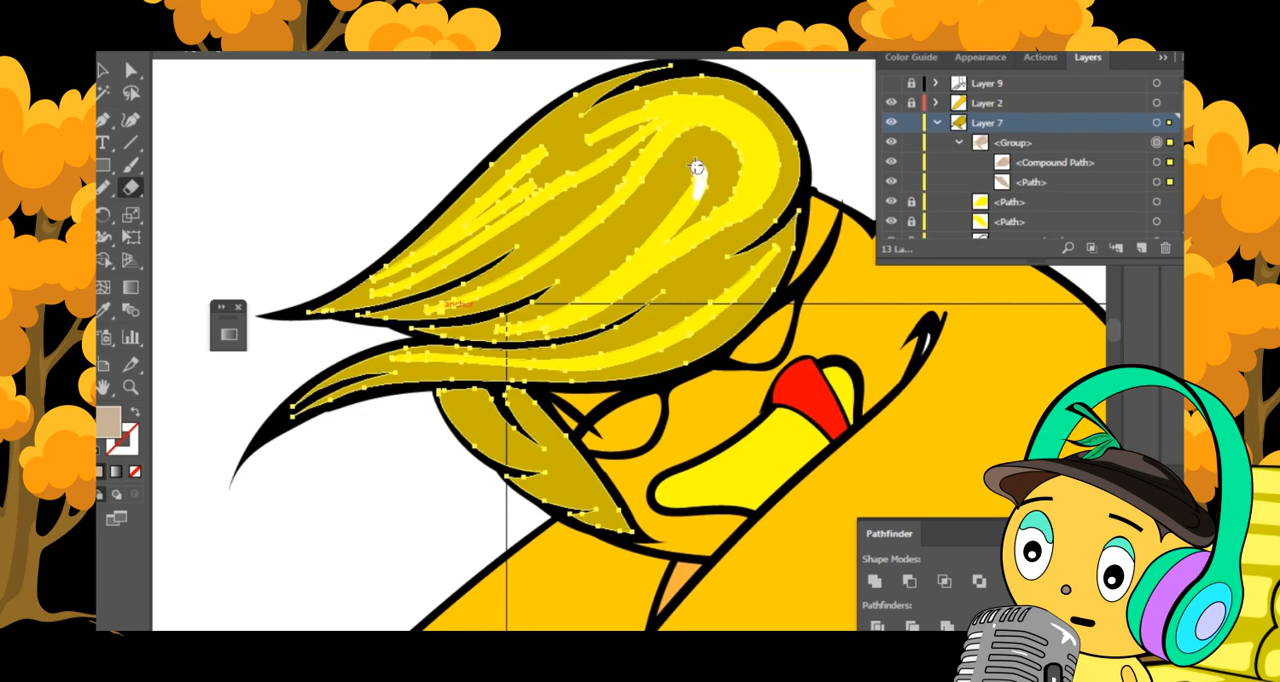 Color Guide Appearance Actions Layers
Layer 9
Layer 2
Layer 7
<Group>
<Compound Path>
<Path>
<Path>
<Path>
13 La...
anchor
Pathfinder
Shape Modes:
Pathfinders: